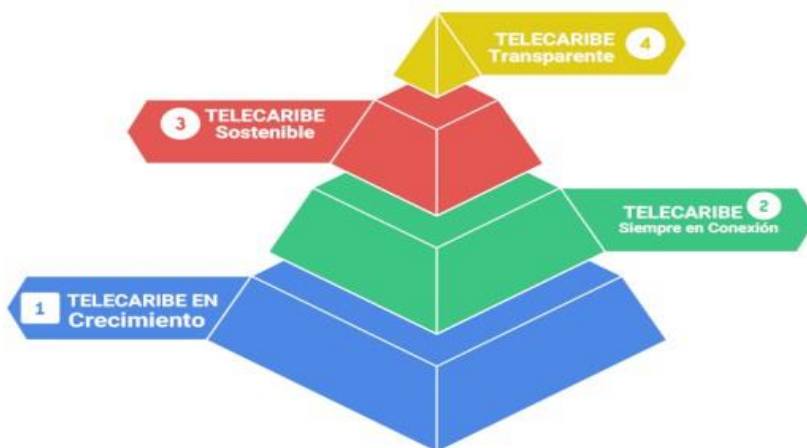 TELECARIBE
Transparente
4
3
TELECARIBE
Sostenible
TELECARIBE
Siempre en Conexión
2
1
TELECARIBE EN
Crecimiento